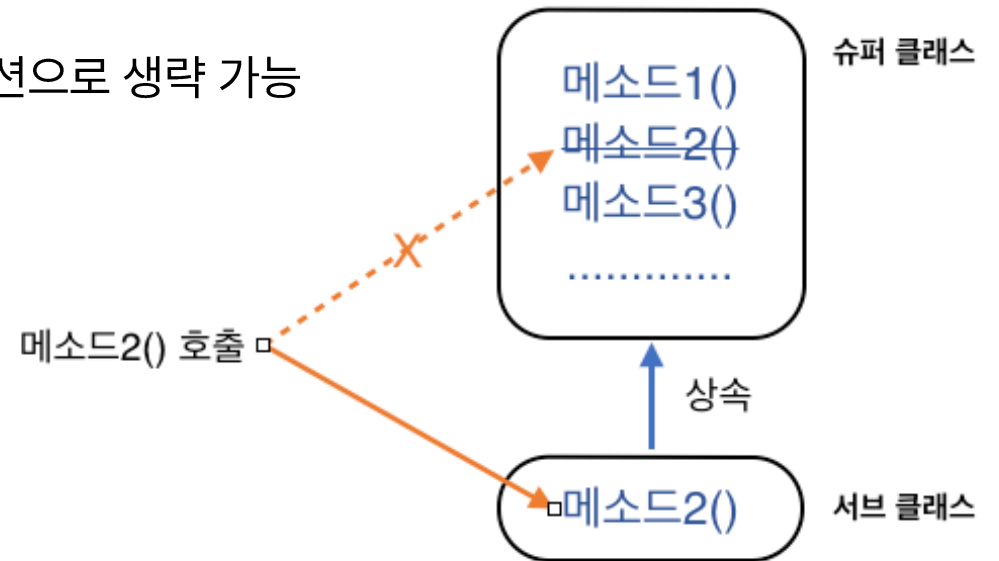 션으로 생략 가능
슈퍼 클래스
메소드1()
메소드2()
메소드3()
.............
X
메소드2() 호출
상속
메소드2()
서브 클래스